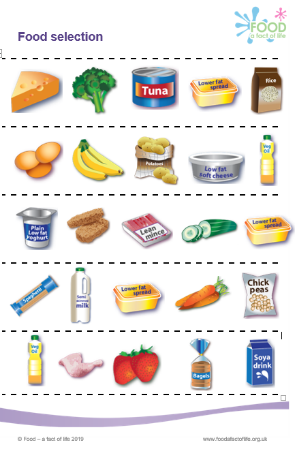 Food selection
FOOD
a fact of life
Tuna
Lower fat
spread
Rice
Potatoes
Low fat
soft cheese
Veg
Oil
Plain
Low fat
yoghurt
Lean
mince
Lower fat
spread
Spaghetti
milk
Lower fat
spread
Chick
peas
Veg
Oil
Bagels
Soya
drink
© Food – a fact of life 2019
www.foodafactoflife.org.uk